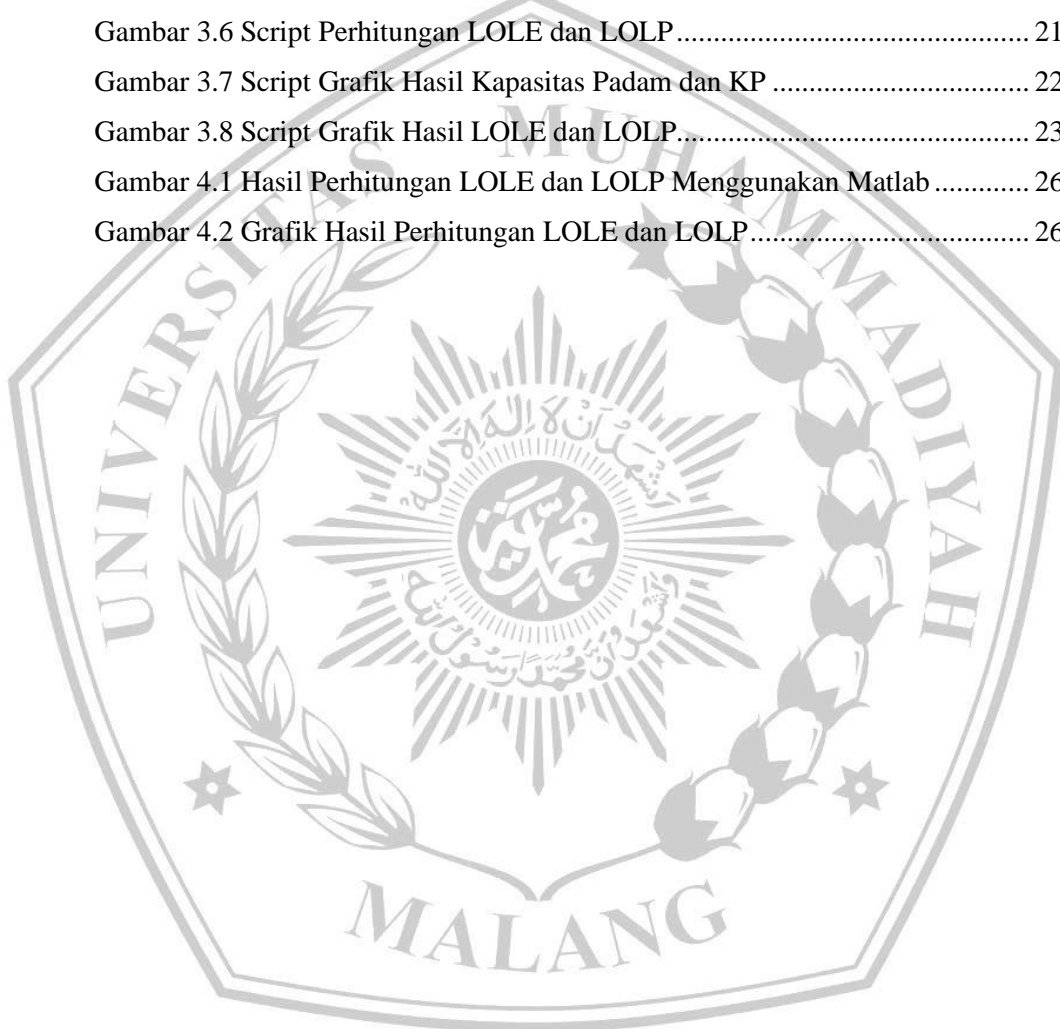 Gambar 3.6 Script Perhitungan LOLE dan LOLP.................................................. 21
Gambar 3.7 Script Grafik Hasil Kapasitas Padam dan KP .................................... 22
Gambar 3.8 Script Grafik Hasil LOLE dan LOLP.................................................. 23
Gambar 4.1 Hasil Perhitungan LOLE dan LOLP Menggunakan Matlab ............. 26
Gambar 4.2 Grafik Hasil Perhitungan LOLE dan LOLP....................................... 26
UNIVERSITAS MUHAMMADIYAH
MALANG